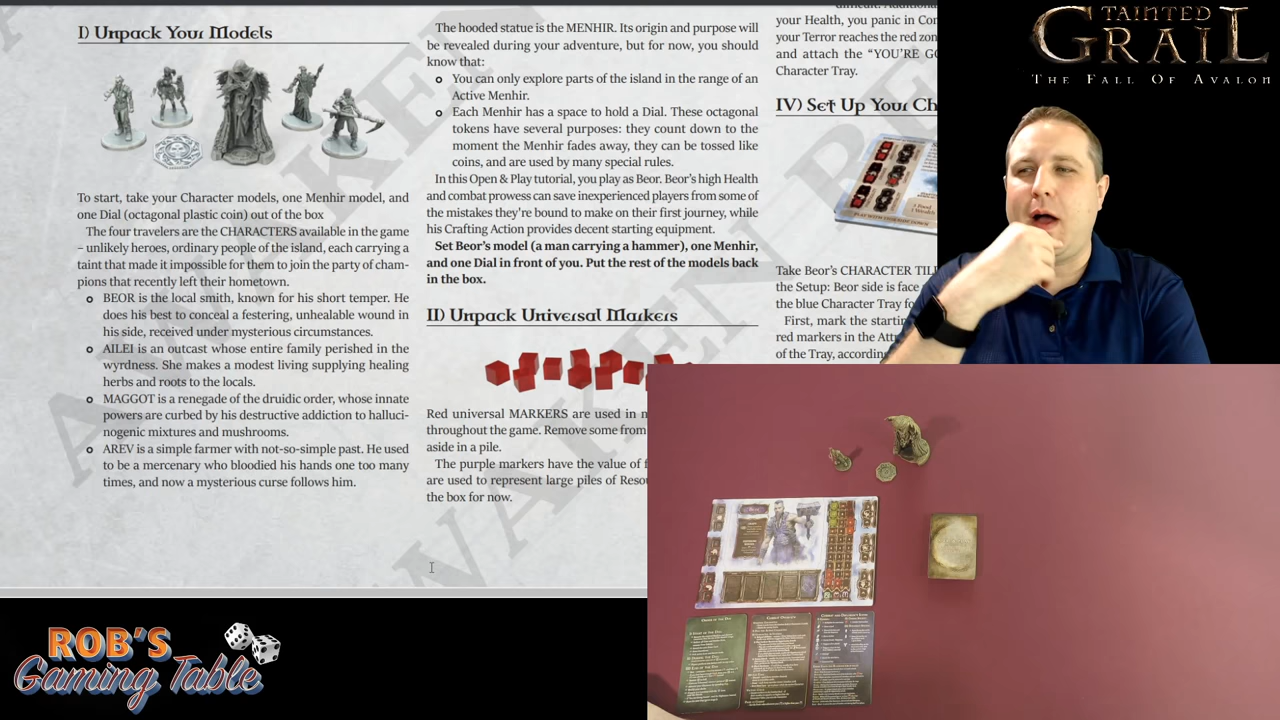 I) Unpack Your Models
To start, take your Character models, one Menhir model, and
one Dial (octagonal plastic coin) out of the box
The four travelers are the CHARACTERS available in the game
– unlikely heroes, ordinary people of the island, each carrying a
taint that made it impossible for them to join the party of cham-
pions that recently left their hometown.
BEOR is the local smith, known for his short temper. He
does his best to conceal a festering, unhealable wound in
his side, received under mysterious circumstances.
AILEI is an outcast whose entire family perished in the
wyrdness. She makes a modest living supplying healing
herbs and roots to the locals.
MAGGOT is a renegade of the druidic order, whose innate
powers are curbed by his destructive addiction to halluci-
nogenic mixtures and mushrooms.
AREV is a simple farmer with not-so-simple past. He used
to be a mercenary who bloodied his hands one too many
times, and now a mysterious curse follows him.
The hooded statue is the MENHIR. Its origin and purpose will
be revealed during your adventure, but for now, you should
know that:
You can only explore parts of the island in the range of an
Active Menhir.
Each Menhir has a space to hold a Dial. These octagonal
tokens have several purposes: they count down to the
moment the Menhir fades away, they can be tossed like
coins, and are used by many special rules.
In this Open & Play tutorial, you play as Beor. Beor's high Health
and combat prowess can save inexperienced players from some of
the mistakes they're bound to make on their first journey, while
his Crafting Action provides decent starting equipment.
Set Beor's model (a man carrying a hammer), one Menhir,
and one Dial in front of you. Put the rest of the models back
in the box.
II) Unpack Universal Markers
Red universal MARKERS are used in
throughout the game. Remove some from
aside in a pile.
The purple markers have the value of
are used to represent large piles of
the box for now.
your Health, you panic in
your Terror reaches the red
and attach the "YOU'RE
Character Tray.
IV) Set Up Your
Take Beor's CHARACTER
the Setup: Beor side is face
the blue Character Tray
First, mark the
red markers in the
of the Tray,
TAINTED
GRAIL
THE FALL OF AVALON
ROB'S
Gaming Table